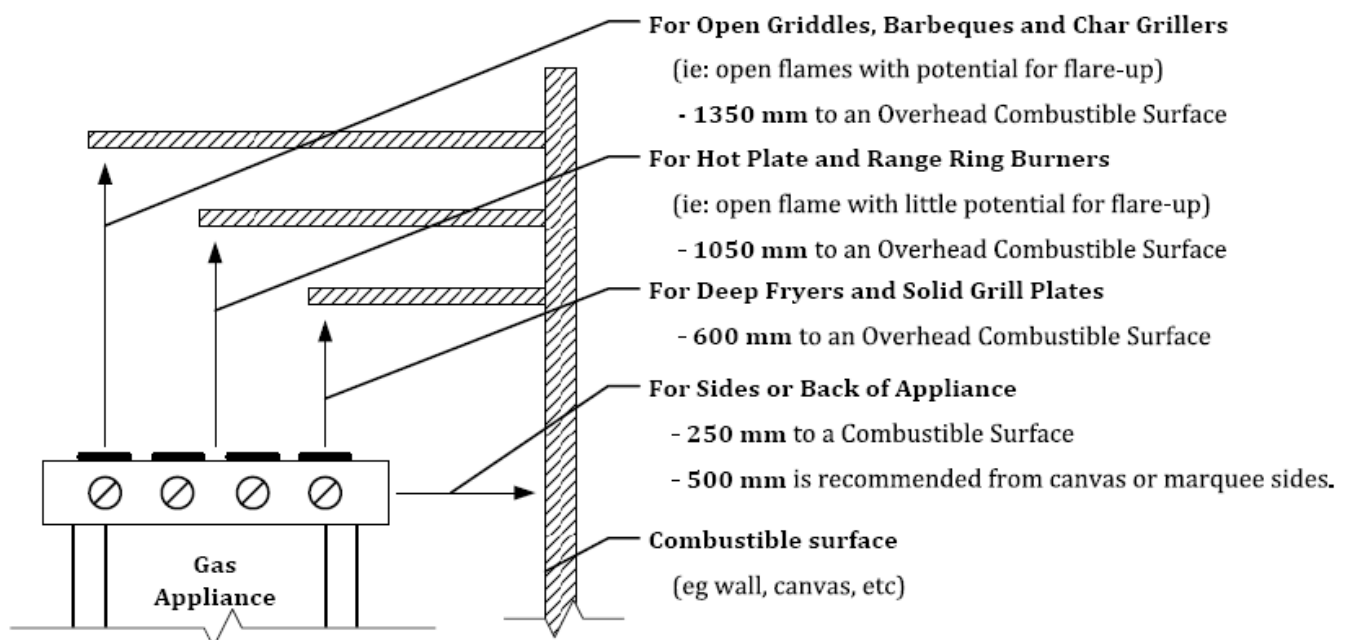 For Open Griddles, Barbeques and Char Grillers
(ie: open flames with potential for flare-up)
- 1350 mm to an Overhead Combustible Surface
For Hot Plate and Range Ring Burners
(ie: open flame with little potential for flare-up)
- 1050 mm to an Overhead Combustible Surface
For Deep Fryers and Solid Grill Plates
- 600 mm to an Overhead Combustible Surface
For Sides or Back of Appliance
- 250 mm to a Combustible Surface
- 500 mm is recommended from canvas or marquee sides.
Combustible surface
(eg wall, canvas, etc)
Gas
Appliance